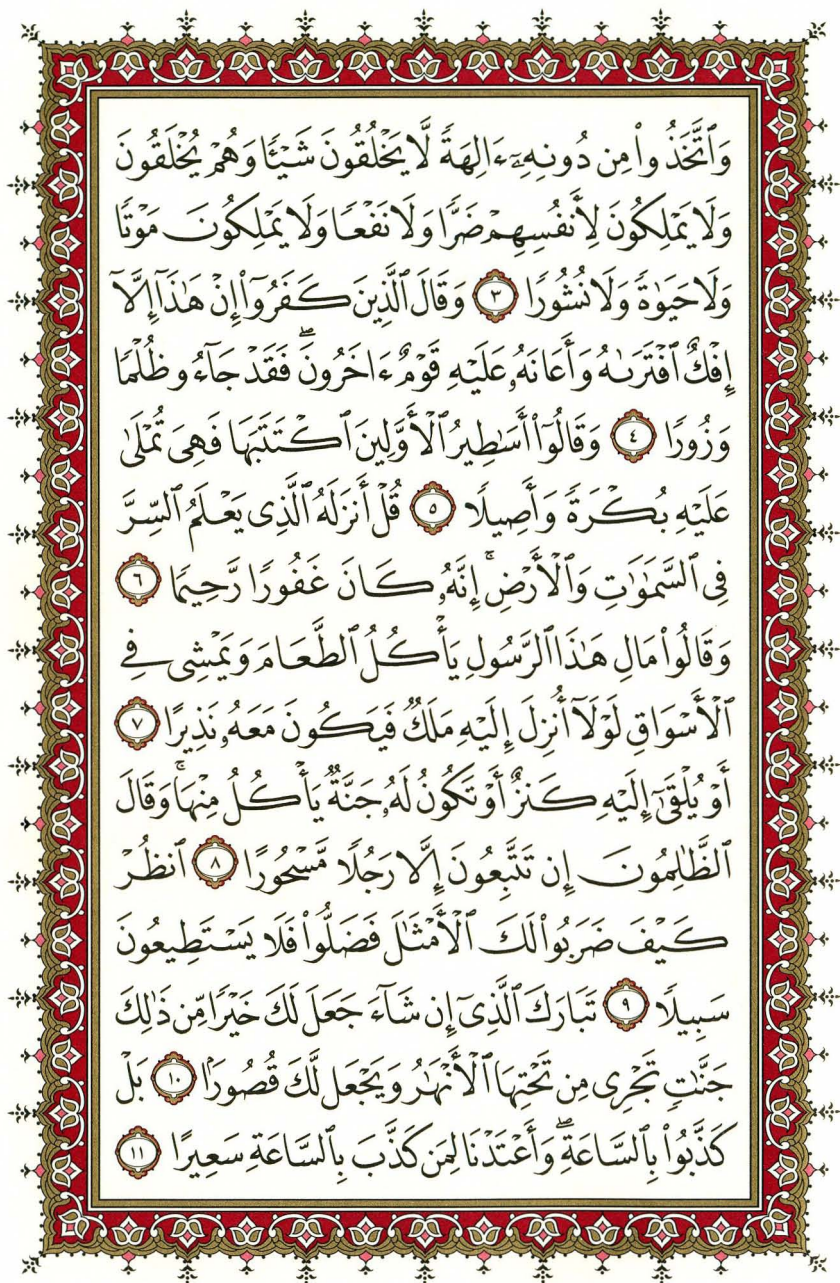 وَٱتَّخَذُواْ مِن دُونِهِۦٓ ءَالِهَةً لَّا يَخْلُقُونَ شَيْـًٔا وَهُمْ يُخْلَقُونَ
وَلَا يَمْلِكُونَ لِأَنفُسِهِمْ ضَرًّا وَلَا نَفْعًا وَلَا يَمْلِكُونَ مَوْتًا
وَلَا حَيَوٰةً وَلَا نُشُورًا ٣ وَقَالَ ٱلَّذِينَ كَفَرُوٓاْ إِنْ هَٰذَآ إِلَّآ
إِفْكٌ ٱفْتَرَىٰهُ وَأَعَانَهُۥ عَلَيْهِ قَوْمٌ ءَاخَرُونَۖ فَقَدْ جَآءُو ظُلْمًا
وَزُورًا ٤ وَقَالُوٓاْ أَسَٰطِيرُ ٱلْأَوَّلِينَ ٱكْتَتَبَهَا فَهِىَ تُمْلَىٰ
عَلَيْهِ بُكْرَةً وَأَصِيلًا ٥ قُلْ أَنزَلَهُ ٱلَّذِى يَعْلَمُ ٱلسِّرَّ
فِى ٱلسَّمَٰوَٰتِ وَٱلْأَرْضِۚ إِنَّهُۥ كَانَ غَفُورًا رَّحِيمًا ٦
وَقَالُواْ مَالِ هَٰذَا ٱلرَّسُولِ يَأْكُلُ ٱلطَّعَامَ وَيَمْشِى فِى
ٱلْأَسْوَاقِ لَوْلَآ أُنزِلَ إِلَيْهِ مَلَكٌ فَيَكُونَ مَعَهُۥ نَذِيرًا ٧
أَوْ يُلْقَىٰٓ إِلَيْهِ كَنزٌ أَوْ تَكُونُ لَهُۥ جَنَّةٌ يَأْكُلُ مِنْهَاۚ وَقَالَ
ٱلظَّٰلِمُونَ إِن تَتَّبِعُونَ إِلَّا رَجُلًا مَّسْحُورًا ٨ ٱنظُرْ
كَيْفَ ضَرَبُواْ لَكَ ٱلْأَمْثَٰلَ فَضَلُّواْ فَلَا يَسْتَطِيعُونَ
سَبِيلًا ٩ تَبَارَكَ ٱلَّذِىٓ إِن شَآءَ جَعَلَ لَكَ خَيْرًا مِّن ذَٰلِكَ
جَنَّٰتٍ تَجْرِى مِن تَحْتِهَا ٱلْأَنْهَٰرُ وَيَجْعَل لَّكَ قُصُورًۢا ١٠ بَلْ
كَذَّبُواْ بِٱلسَّاعَةِۖ وَأَعْتَدْنَا لِمَن كَذَّبَ بِٱلسَّاعَةِ سَعِيرًا ١١